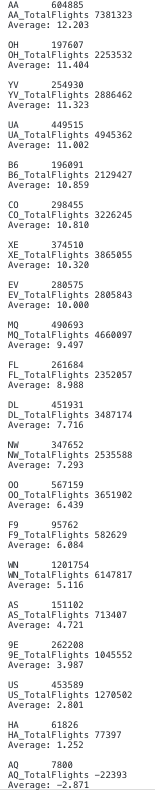 AA      604885
AA_TotalFlights 7381323
Average: 12.203
OH      197607
OH_TotalFlights 2253532
Average: 11.404
YV      254930
YV_TotalFlights 2886462
Average: 11.323
UA      449515
UA_TotalFlights 4945362
Average: 11.002
B6      196091
B6_TotalFlights 2129427
Average: 10.859
CO      298455
CO_TotalFlights 3226245
Average: 10.810
XE      374510
XE_TotalFlights 3865055
Average: 10.320
EV      280575
EV_TotalFlights 2805843
Average: 10.000
MQ      490693
MQ_TotalFlights 4660097
Average: 9.497
FL      261684
FL_TotalFlights 2352057
Average: 8.988
DL      451931
DL_TotalFlights 3487174
Average: 7.716
NW      347652
NW_TotalFlights 2535588
Average: 7.293
OO      567159
OO_TotalFlights 3651902
Average: 6.439
F9      95762
F9_TotalFlights 582629
Average: 6.084
WN      1201754
WN_TotalFlights 6147817
Average: 5.116
AS      151102
AS_TotalFlights 713407
Average: 4.721
9E      262208
9E_TotalFlights 1045552
Average: 3.987
US      453589
US_TotalFlights 1270502
Average: 2.801
HA      61826
HA_TotalFlights 77397
Average: 1.252
AQ      7800
AQ_TotalFlights -22393
Average: -2.871